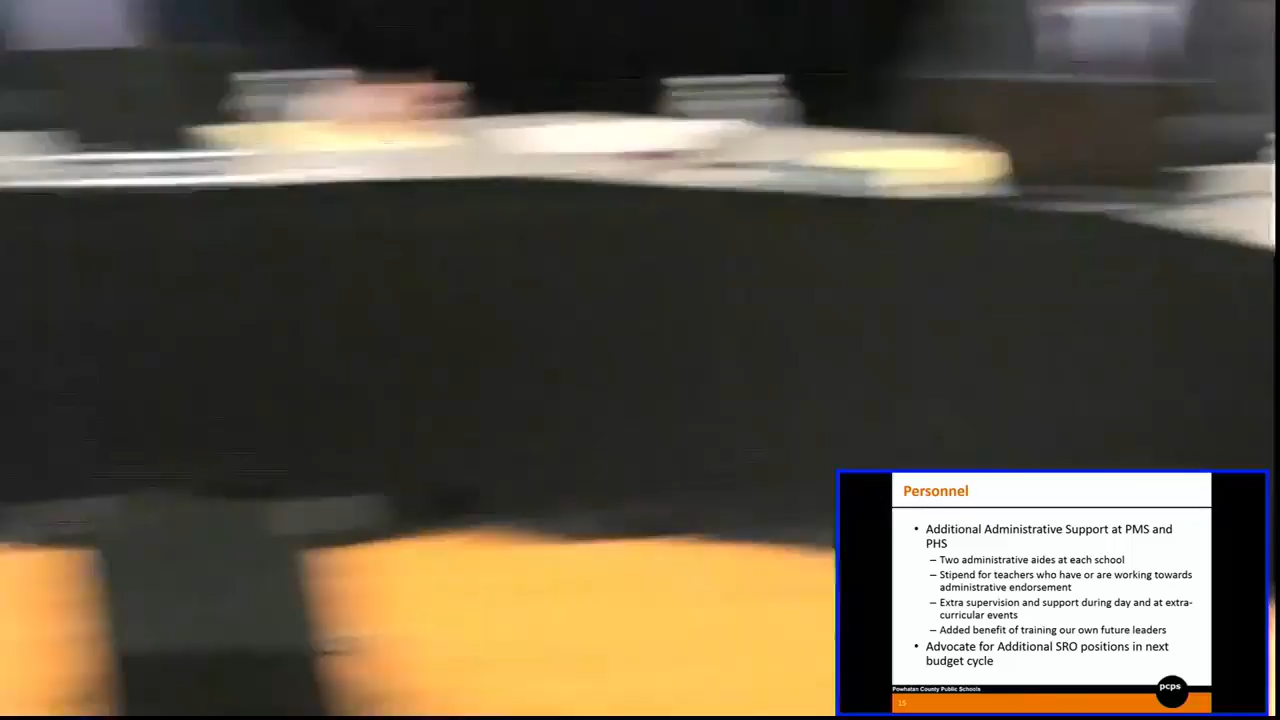 Personnel
• Additional Administrative Support at PMS and
PHS
– Two administrative aides at each school
– Stipend for teachers who have or are working towards
administrative endorsement
– Extra supervision and support during day and at extra-
curricular events
– Added benefit of training our own future leaders
• Advocate for Additional SRO positions in next
budget cycle
Powhatan County Public Schools
pcps
15